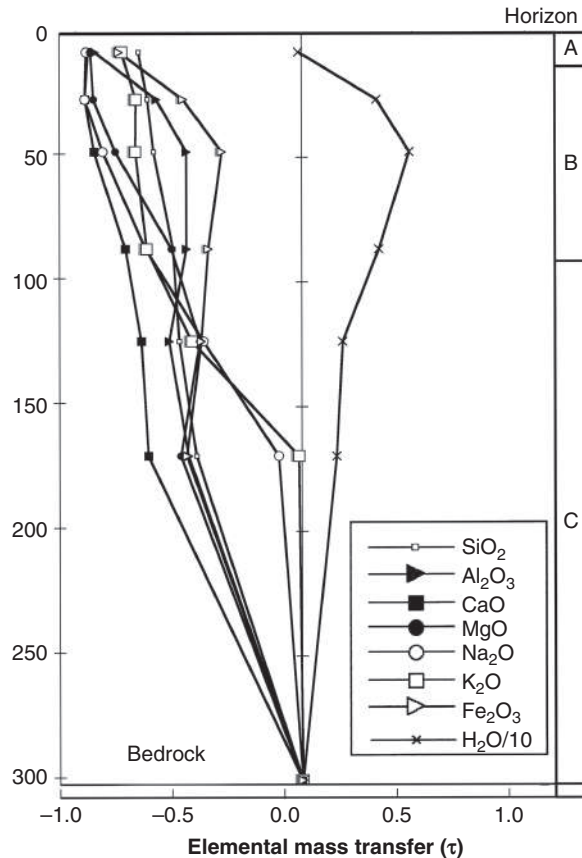 Horizon
0
A
50
B
100
150
200
C
250
300
SiO₂
Al₂O₃
CaO
MgO
Na₂O
K₂O
Fe₂O₃
H₂O/10
Bedrock
–1.0
–0.5
0.0
0.5
1.0
Elemental mass transfer (τ)